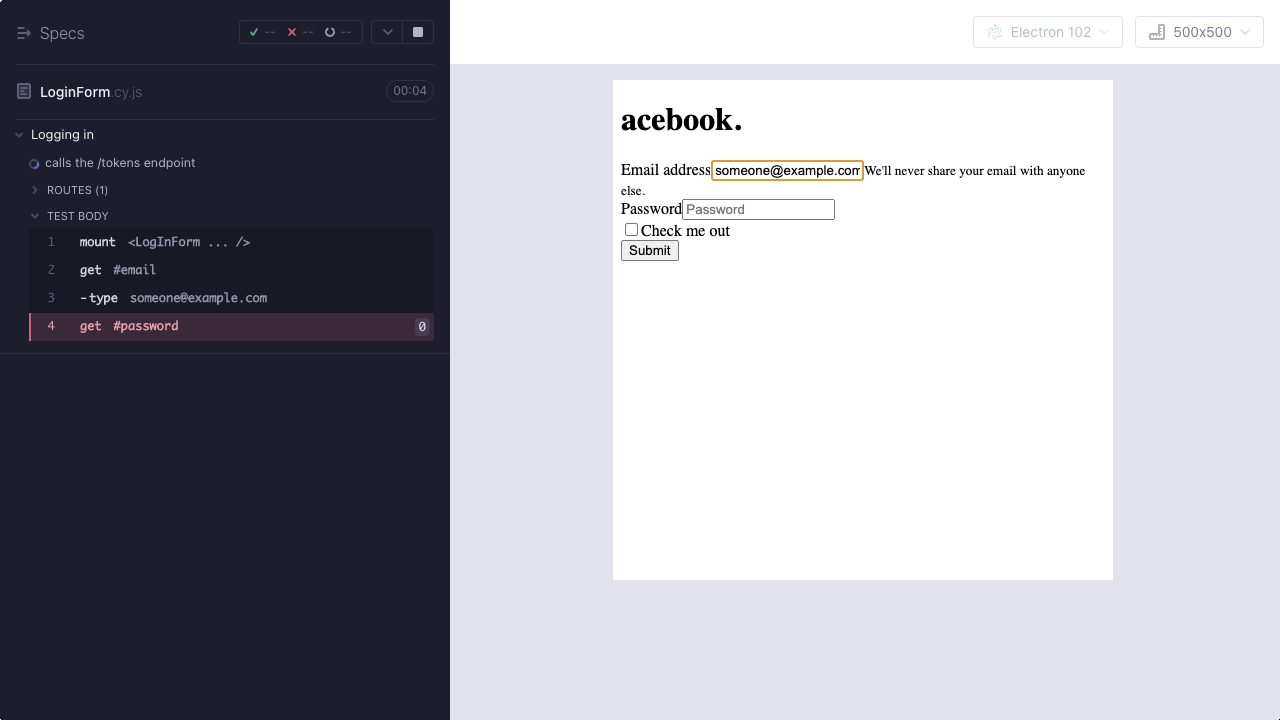 Specs
-- -- --
LoginForm.cy.js 00:04
Logging in
calls the /tokens endpoint
ROUTES (1)
TEST BODY
1 mount <LogInForm ... />
2 get #email
3 -type someone@example.com
4 get #password 0
Electron 102 500x500
acebook.
Email address someone@example.com We'll never share your email with anyone
else.
Password Password
Check me out
Submit